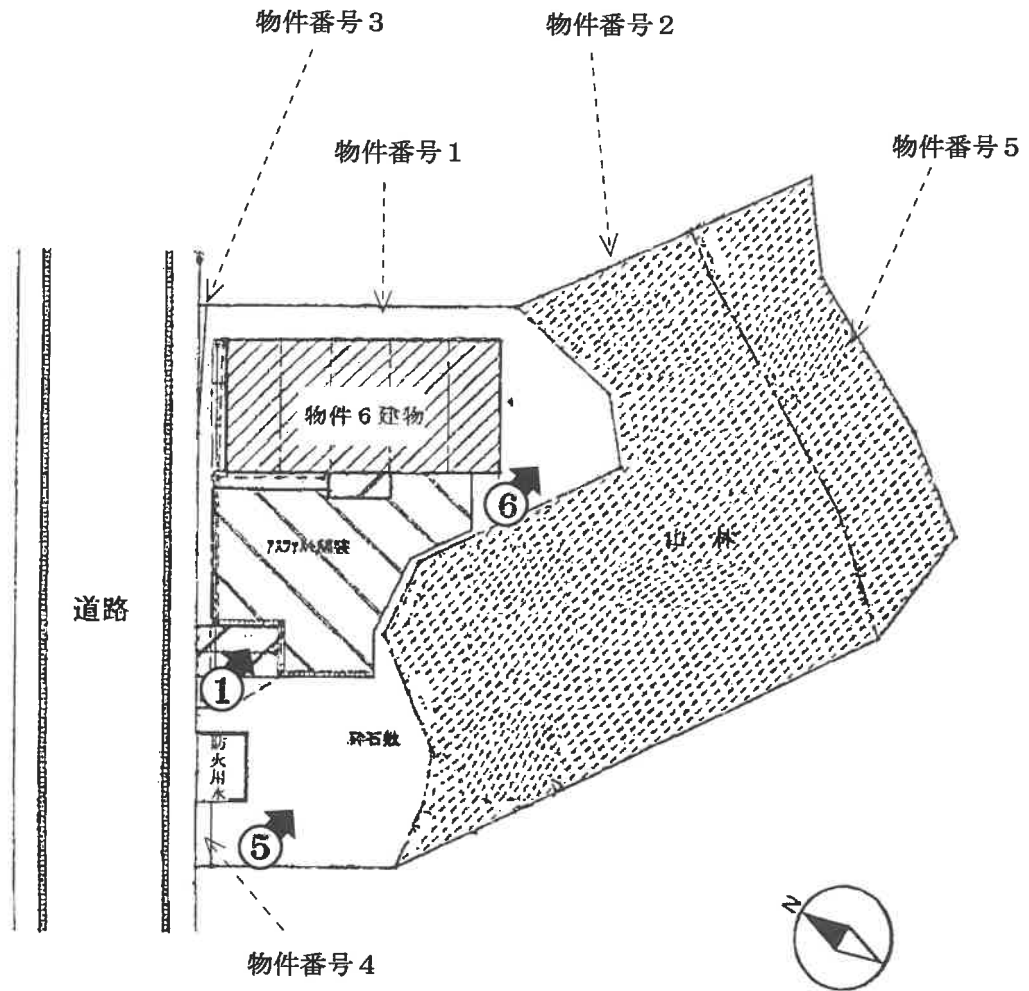 物件番号3
物件番号2
物件番号1
物件番号5
物件6建物
⑥
アスファルト舗装
山林
道路
①
砕石敷
防火用水
⑤
N
物件番号4